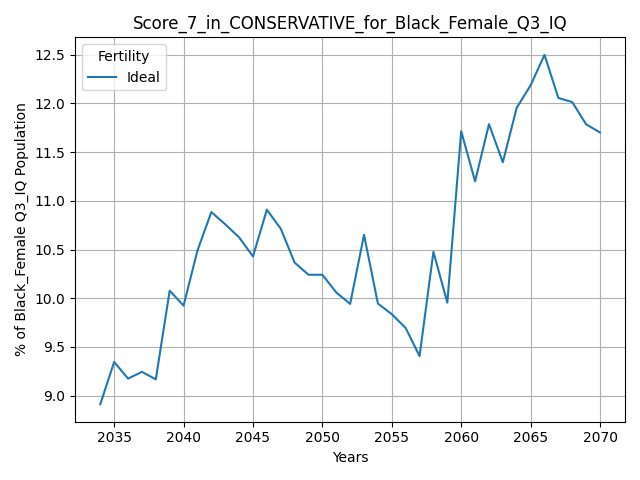 Score_7_in_CONSERVATIVE_for_Black_Female_Q3_IQ
Fertility
Ideal
% of Black_Female Q3_IQ Population
12.5
12.0
11.5
11.0
10.5
10.0
9.5
9.0
2035 2040 2045 2050 2055 2060 2065 2070
Years